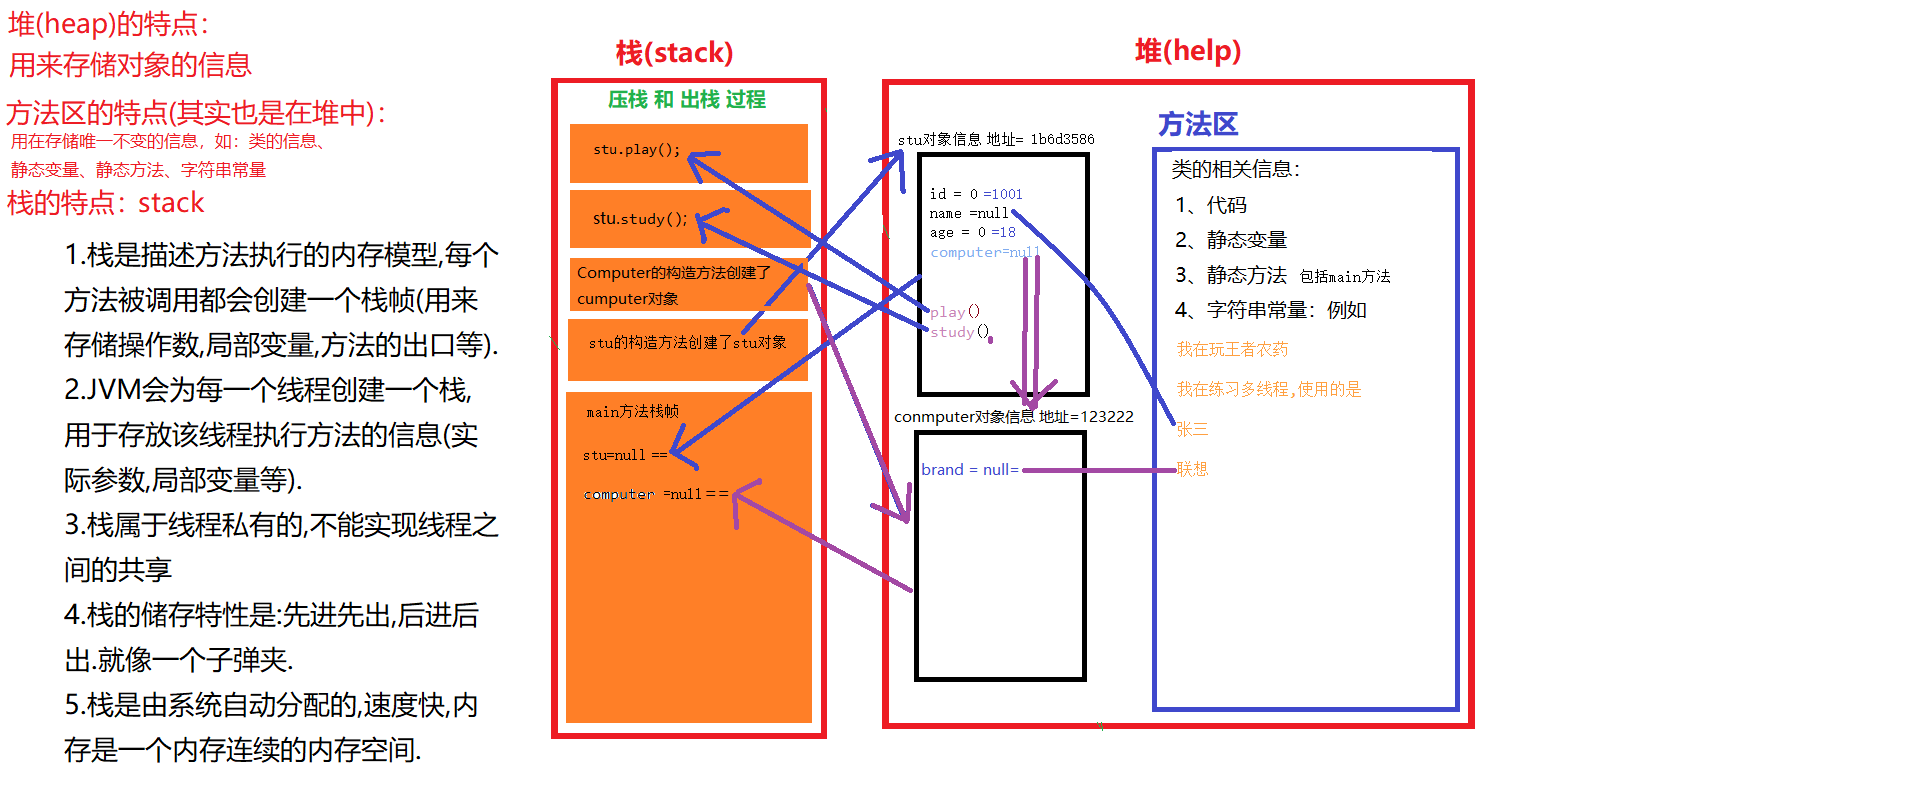 堆(heap)的特点：
用来存储对象的信息
方法区的特点(其实也是在堆中)：
用在存储唯一不变的信息，如：类的信息、
静态变量、静态方法、字符串常量
栈的特点：stack
1.栈是描述方法执行的内存模型,每个
方法被调用都会创建一个栈帧(用来
存储操作数,局部变量,方法的出口等).
2.JVM会为每一个线程创建一个栈,
用于存放该线程执行方法的信息(实
际参数,局部变量等).
3.栈属于线程私有的,不能实现线程之
间的共享
4.栈的储存特性是:先进先出,后进后
出.就像一个子弹夹.
5.栈是由系统自动分配的,速度快,内
存是一个内存连续的内存空间.
栈(stack)
压栈 和 出栈 过程
stu.play();
stu.study();
Computer的构造方法创建了
cumputer对象
stu的构造方法创建了stu对象
main方法栈帧
stu=null ==
computer =null ==
堆(help)
stu对象信息 地址= 1b6d3586
id = 0 =1001
name =null
age = 0 =18
computer=null
play()
study()
conmputer对象信息 地址=123222
brand = null=
方法区
类的相关信息：
1、代码
2、静态变量
3、静态方法 包括main方法
4、字符串常量：例如
我在玩王者农药
我在练习多线程,使用的是
张三
联想